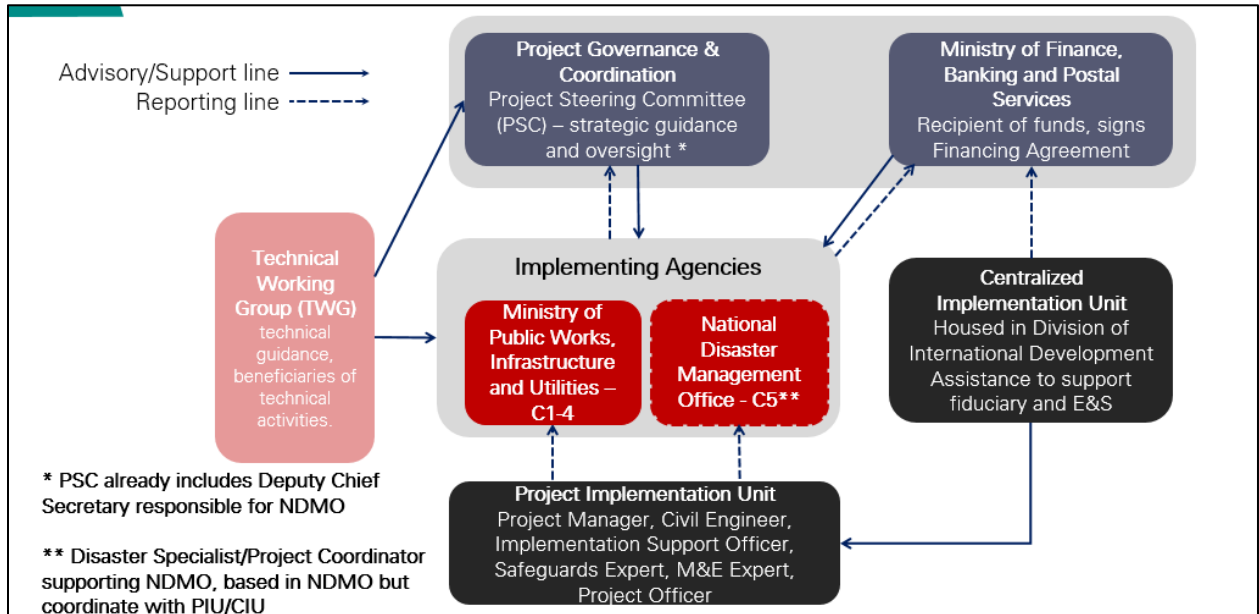 Advisory/Support line
Reporting line
Project Governance &
Coordination
Project Steering Committee
(PSC) – strategic guidance
and oversight *
Ministry of Finance,
Banking and Postal
Services
Recipient of funds, signs
Financing Agreement
Technical
Working
Group (TWG)
technical
guidance,
beneficiaries of
technical
activities.
Implementing Agencies
Ministry of
Public Works,
Infrastructure
and Utilities –
C1-4
National
Disaster
Management
Office - C5**
Centralized
Implementation Unit
Housed in Division of
International Development
Assistance to support
fiduciary and E&S
* PSC already includes Deputy Chief
Secretary responsible for NDMO
** Disaster Specialist/Project Coordinator
supporting NDMO, based in NDMO but
coordinate with PIU/CIU
Project Implementation Unit
Project Manager, Civil Engineer,
Implementation Support Officer,
Safeguards Expert, M&E Expert,
Project Officer